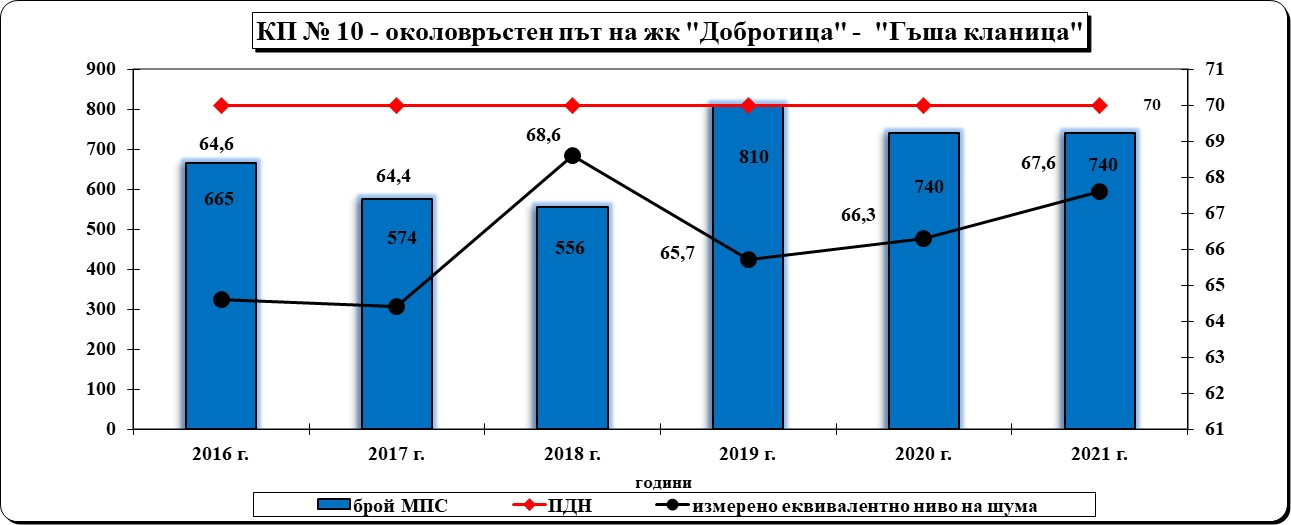 КП № 10 - околовръстен път на жк "Добротица" - "Гъша кланица"
900 71
800 70 70
700 69
600 68
500 67
400 66
300 65
200 64
100 63
0 62
61
64,6 64,4 68,6 65,7 66,3 67,6
665 574 556 810 740 740
2016 г. 2017 г. 2018 г. 2019 г. 2020 г. 2021 г.
години
брой МПС ПДН измерено еквивалентно ниво на шума